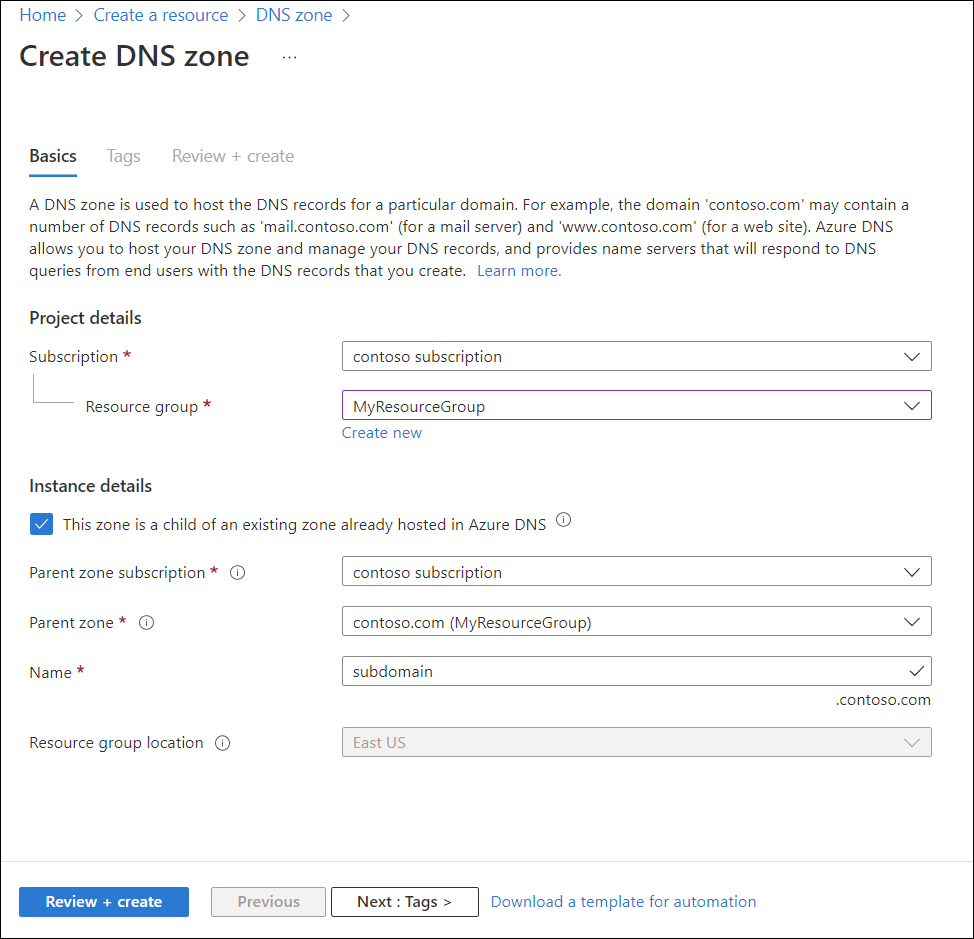 Home > Create a resource > DNS zone >
Create DNS zone ...
Basics Tags Review + create
A DNS zone is used to host the DNS records for a particular domain. For example, the domain 'contoso.com' may contain a
number of DNS records such as 'mail.contoso.com' (for a mail server) and 'www.contoso.com' (for a web site). Azure DNS
allows you to host your DNS zone and manage your DNS records, and provides name servers that will respond to DNS
queries from end users with the DNS records that you create. Learn more.
Project details
Subscription * contoso subscription
Resource group * MyResourceGroup
Create new
Instance details
This zone is a child of an existing zone already hosted in Azure DNS
Parent zone subscription * contoso subscription
Parent zone * contoso.com (MyResourceGroup)
Name * subdomain
.contoso.com
Resource group location East US
Review + create Previous Next : Tags > Download a template for automation